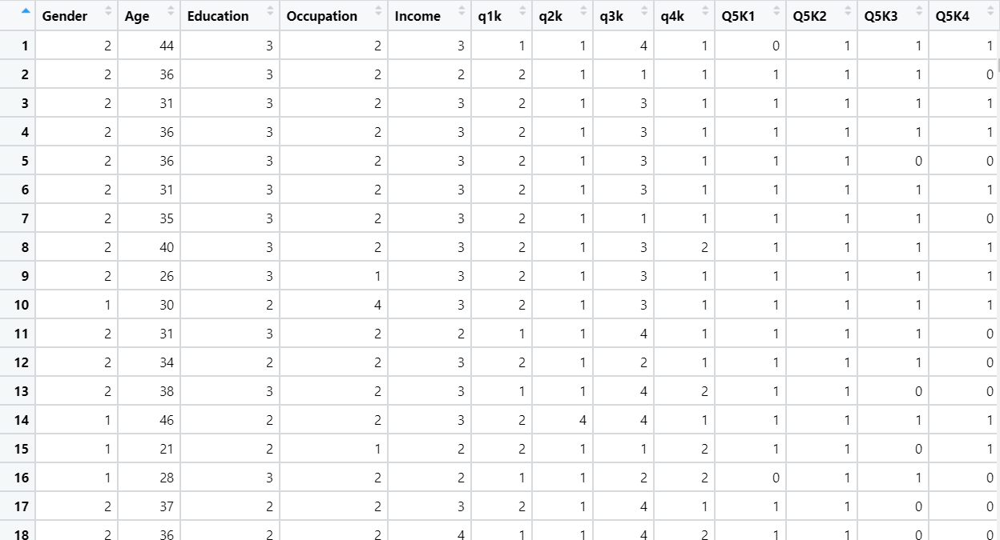 Gender Age Education Occupation Income q1k q2k q3k q4k Q5K1 Q5K2 Q5K3 Q5K4
1 2 44 3 2 3 1 1 4 1 0 1 1 1
2 2 36 3 2 2 2 1 1 1 1 1 1 0
3 2 31 3 2 3 2 1 3 1 1 1 1 1
4 2 36 3 2 3 2 1 3 1 1 1 1 1
5 2 36 3 2 3 2 1 3 1 1 1 0 0
6 2 31 3 2 3 2 1 3 1 1 1 1 1
7 2 35 3 2 3 2 1 1 1 1 1 1 0
8 2 40 3 2 3 2 1 3 2 1 1 1 1
9 2 26 3 1 3 2 1 3 1 1 1 1 1
10 1 30 2 4 3 2 1 3 1 1 1 1 1
11 2 31 3 2 2 1 1 4 1 1 1 1 0
12 2 34 2 2 3 2 1 2 1 1 1 1 0
13 2 38 3 2 3 1 1 4 2 1 1 0 0
14 1 46 2 2 3 2 4 4 1 1 1 1 1
15 1 21 2 1 2 2 1 1 2 1 1 0 1
16 1 28 3 2 2 1 1 2 2 0 1 1 0
17 2 37 2 2 3 2 1 4 1 1 1 0 0
18 2 36 2 2 4 1 1 4 2 1 1 0 0